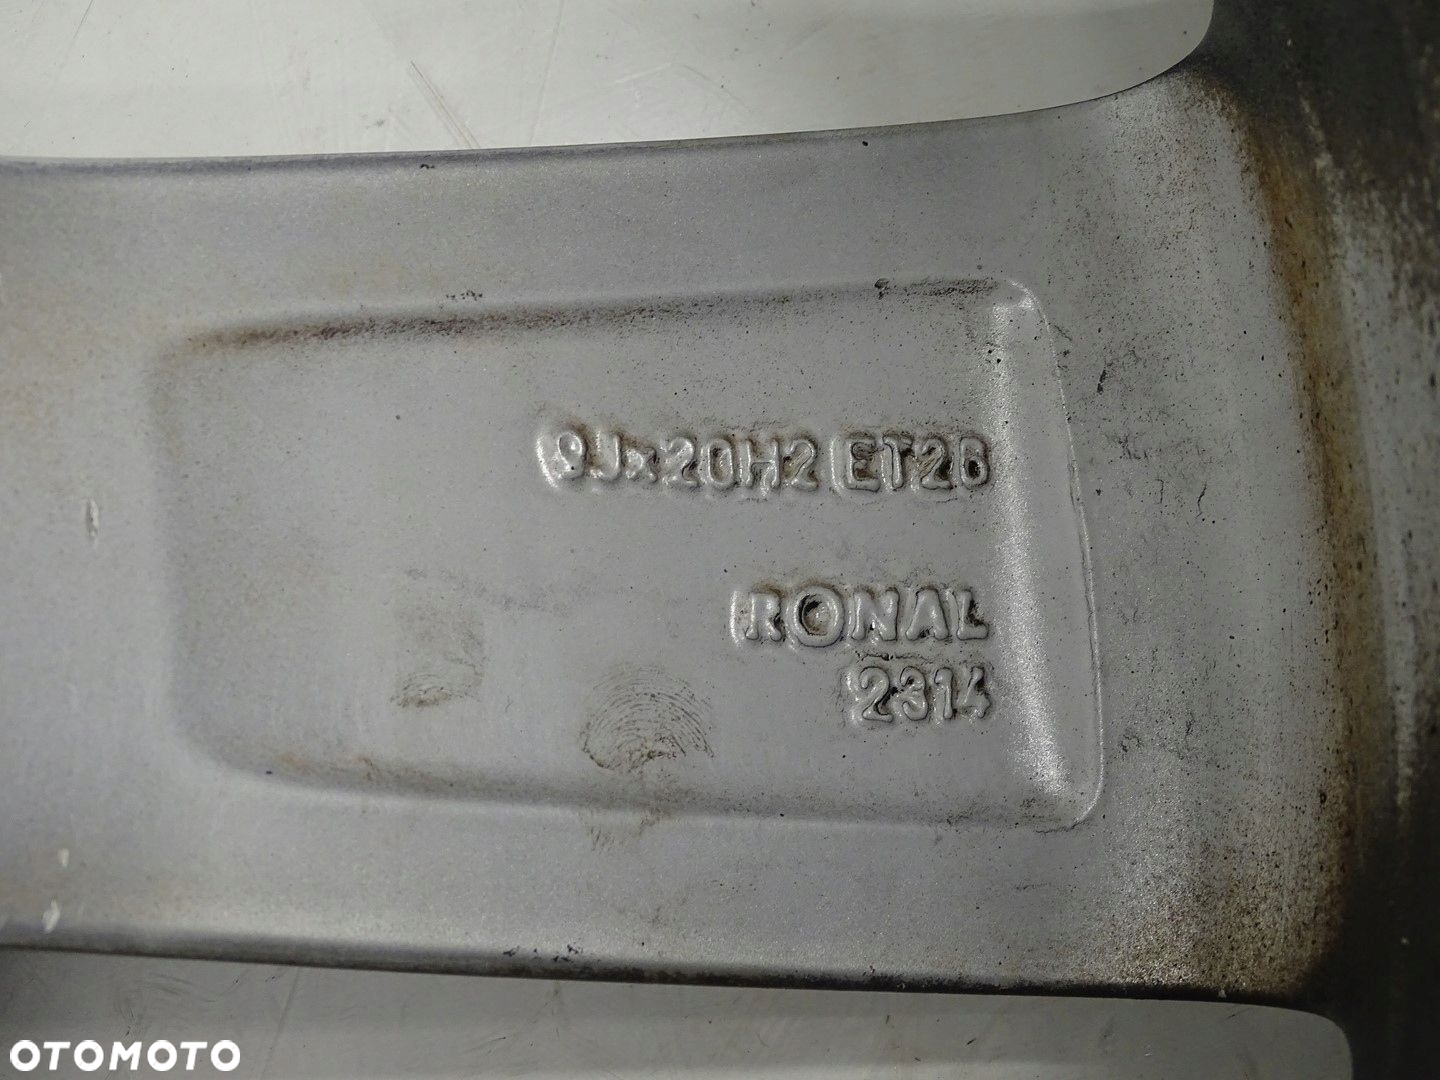 9Jx20H2 ET26
RONAL
2314
OTOMOTO